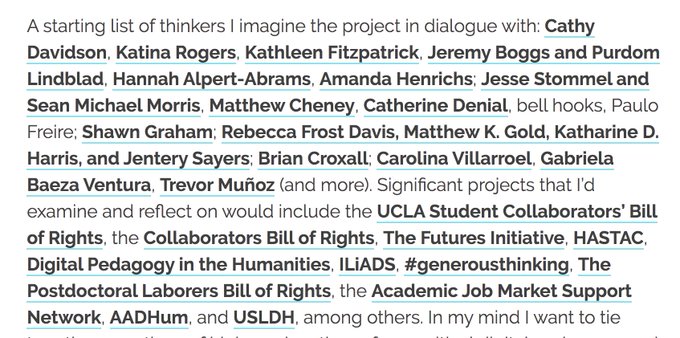 A starting list of thinkers I imagine the project in dialogue with: Cathy
Davidson, Katina Rogers, Kathleen Fitzpatrick, Jeremy Boggs and Purdom
Lindblad, Hannah Alpert-Abrams, Amanda Henrichs; Jesse Stommel and
Sean Michael Morris, Matthew Cheney, Catherine Denial, bell hooks, Paulo
Freire; Shawn Graham; Rebecca Frost Davis, Matthew K. Gold, Katharine D.
Harris, and Jentery Sayers; Brian Croxall; Carolina Villarroel, Gabriela
Baeza Ventura, Trevor Muñoz (and more). Significant projects that I'd
examine and reflect on would include the UCLA Student Collaborators' Bill
of Rights, the Collaborators Bill of Rights, The Futures Initiative, HASTAC,
Digital Pedagogy in the Humanities, ILiADS, #generousthinking, The
Postdoctoral Laborers Bill of Rights, the Academic Job Market Support
Network, AADHum, and USLDH, among others. In my mind I want to tie